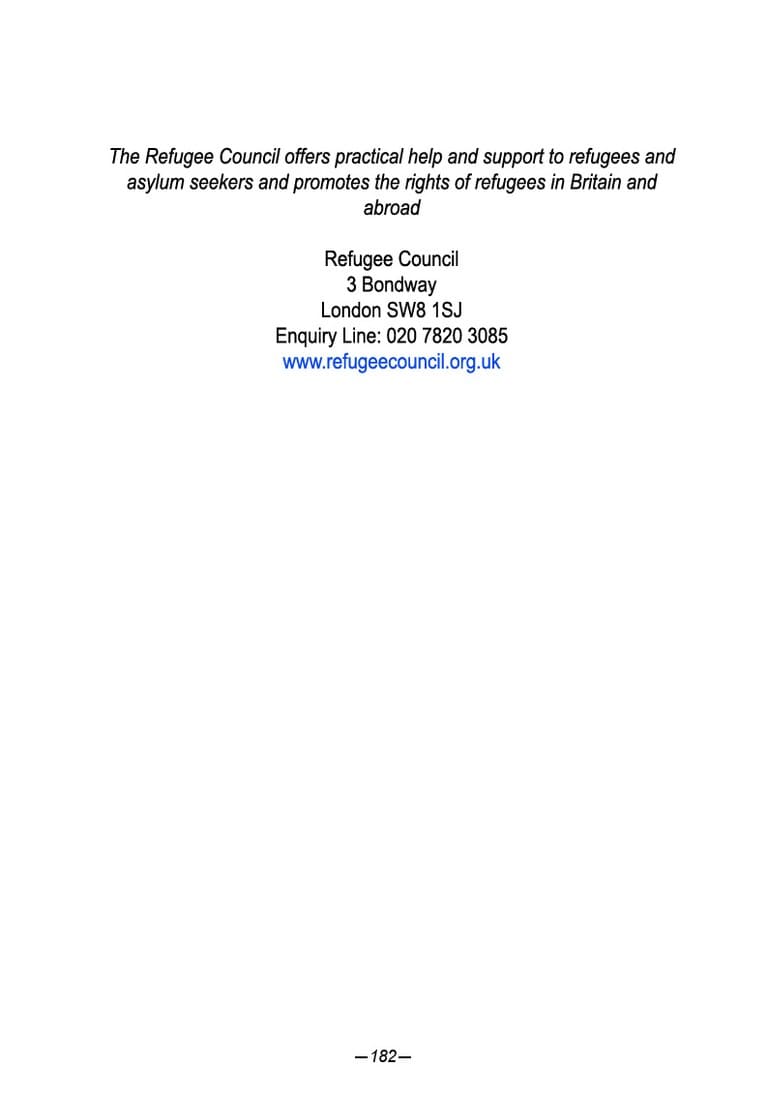 The Refugee Council offers practical help and support to refugees and
asylum seekers and promotes the rights of refugees in Britain and
abroad
Refugee Council
3 Bondway
London SW8 1SJ
Enquiry Line: 020 7820 3085
www.refugeecouncil.org.uk
—182—